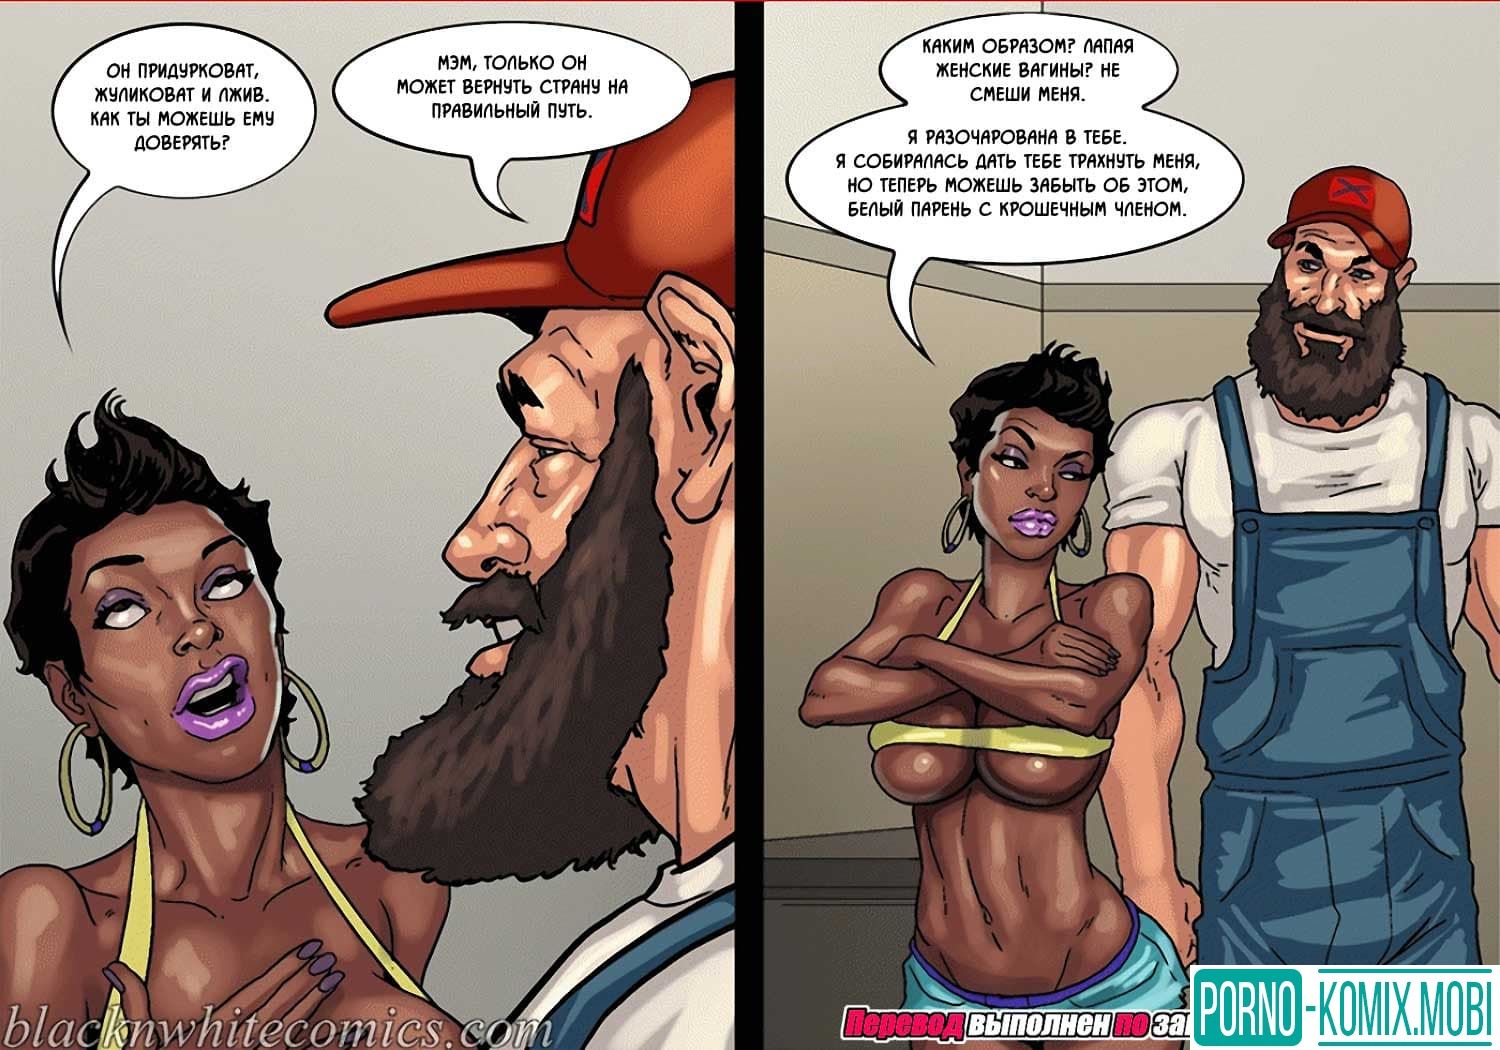 ОН ПРИДУРКОВАТ,
ЖУЛИКОВАТ И ЛЖИВ.
КАК ТЫ МОЖЕШЬ ЕМУ
ДОВЕРЯТЬ?
МЭМ, ТОЛЬКО ОН
МОЖЕТ ВЕРНУТЬ СТРАНУ НА
ПРАВИЛЬНЫЙ ПУТЬ.
КАКИМ ОБРАЗОМ? ЛАПАЯ
ЖЕНСКИЕ ВАГИНЫ? НЕ
СМЕШИ МЕНЯ.
Я РАЗОЧАРОВАНА В ТЕБЕ.
Я СОБИРАЛАСЬ ДАТЬ ТЕБЕ ТРАХНУТЬ МЕНЯ,
НО ТЕПЕРЬ МОЖЕШЬ ЗАБЫТЬ ОБ ЭТОМ,
БЕЛЫЙ ПАРЕНЬ С КРОШЕЧНЫМ ЧЛЕНОМ.
blacknwhitecomics.com
Перевод выполнен по за
PORNO-KOMIX.MOBI